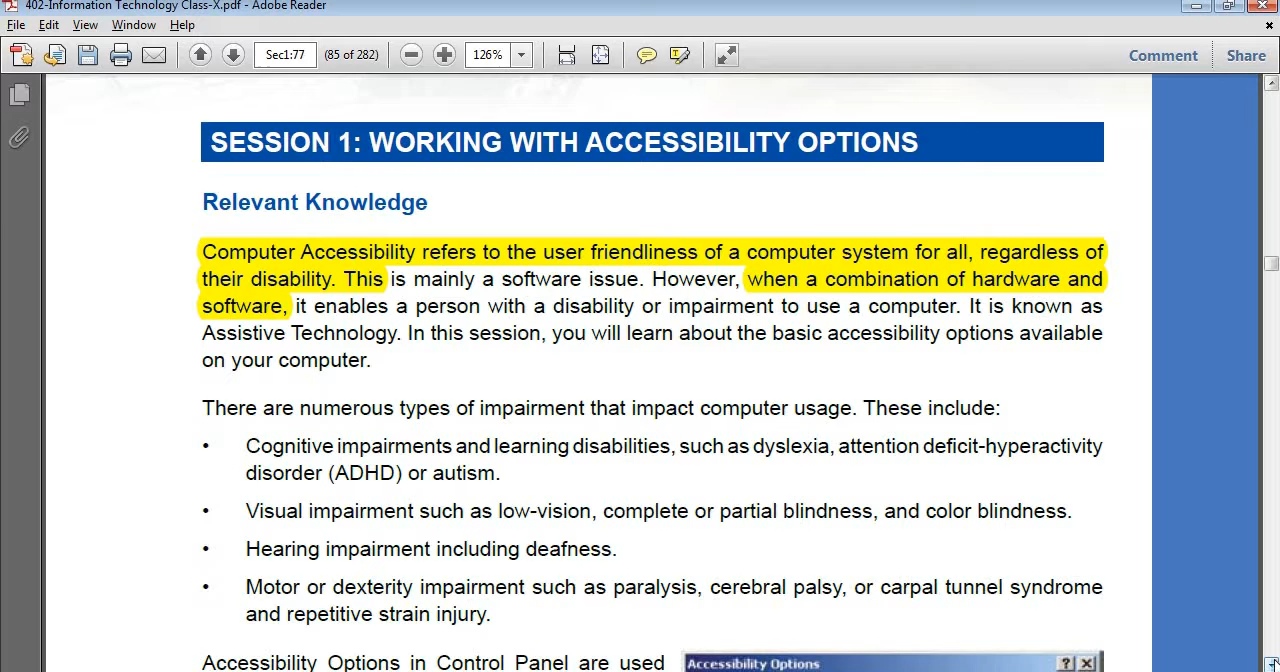 402-Information Technology Class-X.pdf - Adobe Reader
File Edit View Window Help
Sec1:77 (85 of 282) 126% Comment Share
SESSION 1: WORKING WITH ACCESSIBILITY OPTIONS
Relevant Knowledge
Computer Accessibility refers to the user friendliness of a computer system for all, regardless of
their disability. This is mainly a software issue. However, when a combination of hardware and
software, it enables a person with a disability or impairment to use a computer. It is known as
Assistive Technology. In this session, you will learn about the basic accessibility options available
on your computer.
There are numerous types of impairment that impact computer usage. These include:
• Cognitive impairments and learning disabilities, such as dyslexia, attention deficit-hyperactivity
disorder (ADHD) or autism.
• Visual impairment such as low-vision, complete or partial blindness, and color blindness.
• Hearing impairment including deafness.
• Motor or dexterity impairment such as paralysis, cerebral palsy, or carpal tunnel syndrome
and repetitive strain injury.
Accessibility Options in Control Panel are used
Accessibility Options